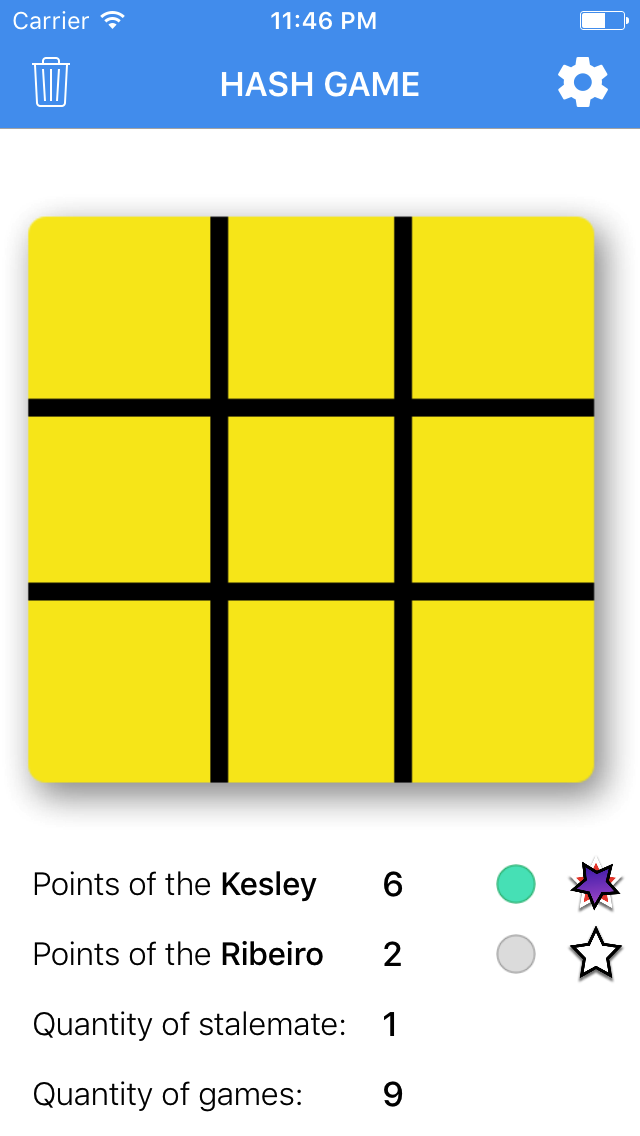 Carrier 11:46 PM
HASH GAME
Points of the Kesley 6
Points of the Ribeiro 2
Quantity of stalemate: 1
Quantity of games: 9